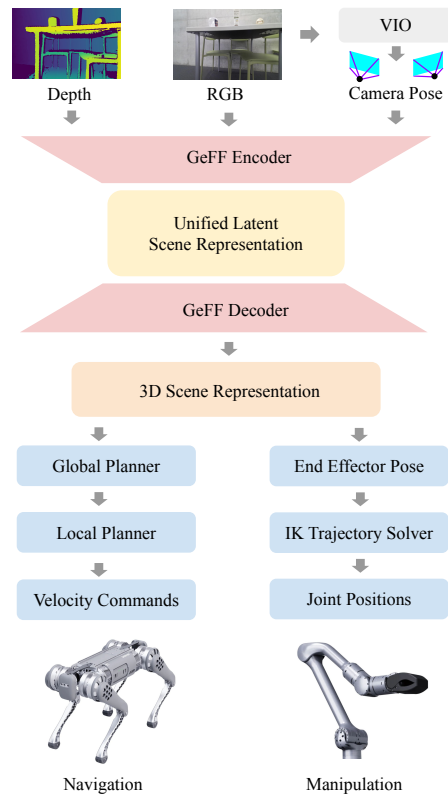 VIO
Depth
RGB
Camera Pose
GeFF Encoder
Unified Latent
Scene Representation
GeFF Decoder
3D Scene Representation
Global Planner
End Effector Pose
Local Planner
IK Trajectory Solver
Velocity Commands
Joint Positions
Navigation
Manipulation